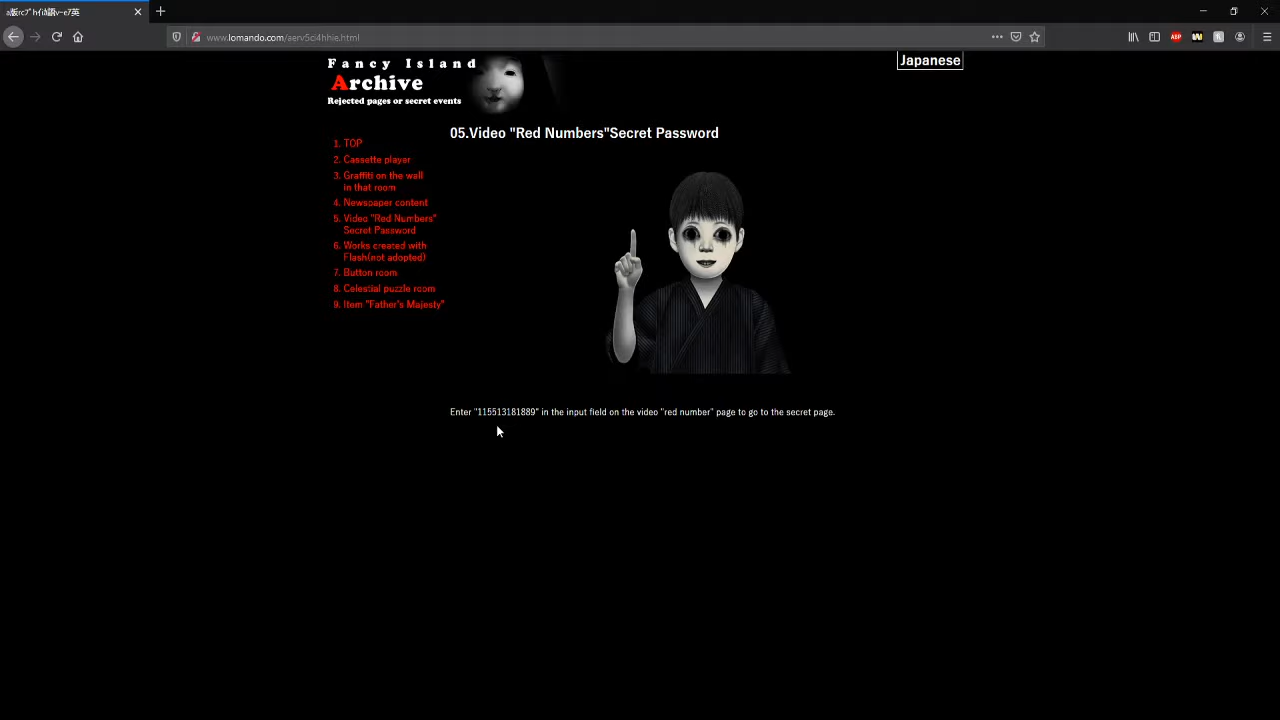 www.lomando.com/aerv5ci4hhie.html
Fancy Island
Archive
Rejected pages or secret events
Japanese
05.Video "Red Numbers"Secret Password
1. TOP
2. Cassette player
3. Graffiti on the wall
in that room
4. Newspaper content
5. Video "Red Numbers"
Secret Password
6. Works created with
Flash(not adopted)
7. Button room
8. Celestial puzzle room
9. Item "Father's Majesty"
Enter "115513181889" in the input field on the video "red number" page to go to the secret page.